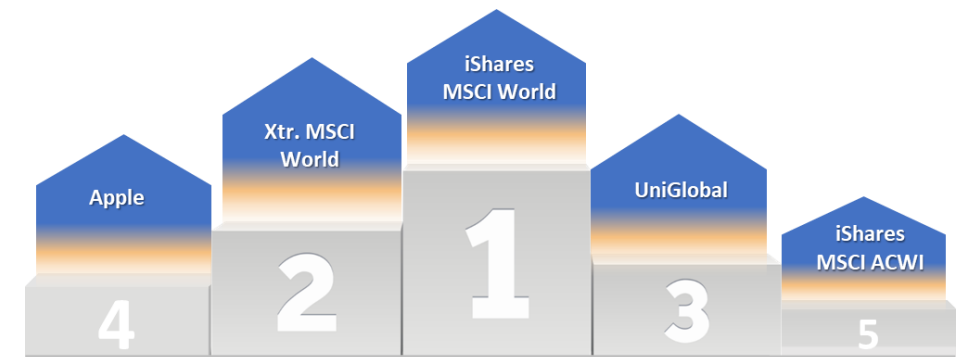 Apple
4
Xtr. MSCI
World
2
iShares
MSCI World
1
UniGlobal
3
iShares
MSCI ACWI
5